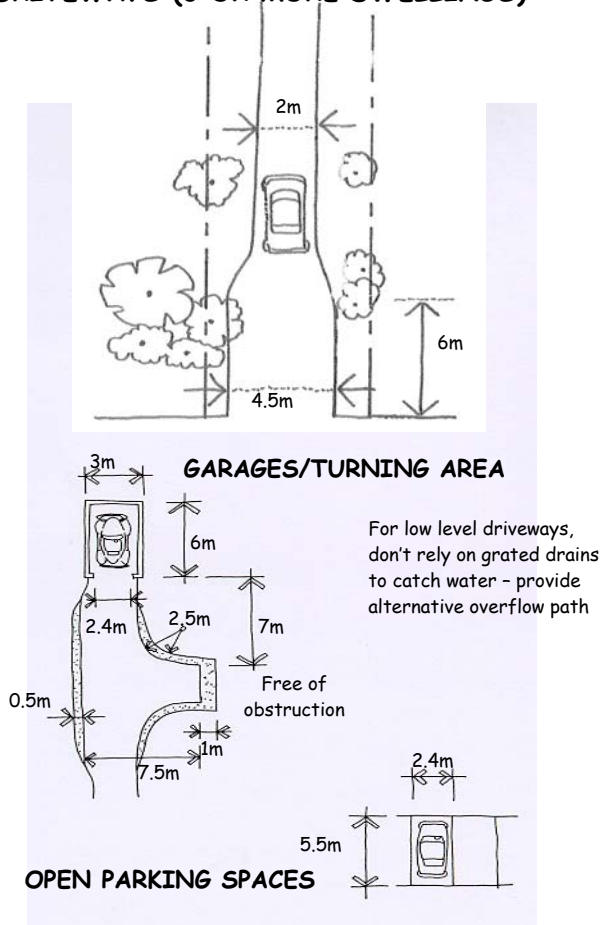 2m
6m
4.5m
3m
GARAGES/TURNING AREA
6m
For low level driveways,
don't rely on grated drains
to catch water – provide
alternative overflow path
2.4m
2.5m
7m
0.5m
Free of
obstruction
1m
7.5m
2.4m
5.5m
OPEN PARKING SPACES